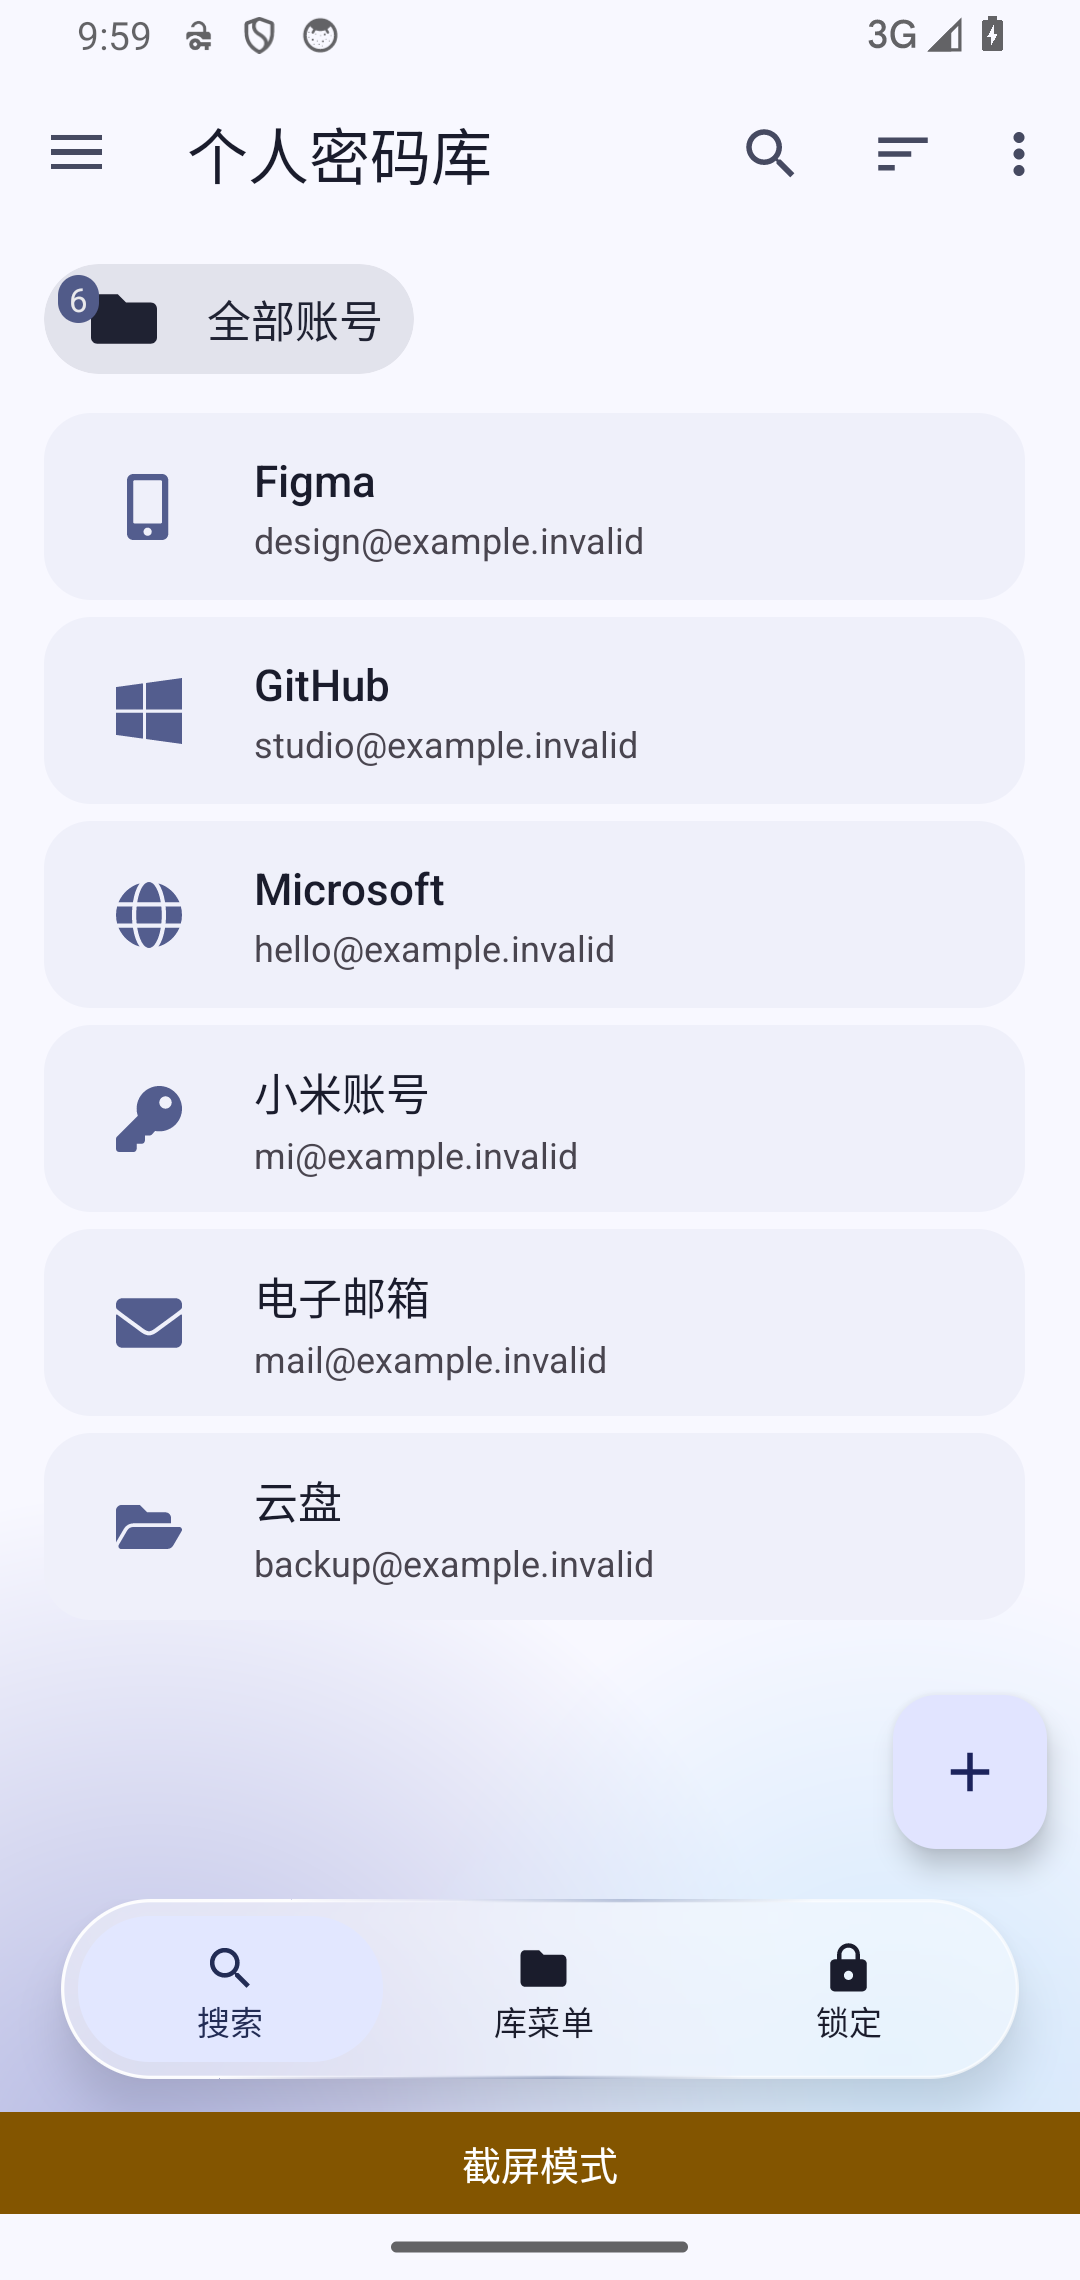 9:59
3G
个人密码库
6
全部账号
Figma
design@example.invalid
GitHub
studio@example.invalid
Microsoft
hello@example.invalid
小米账号
mi@example.invalid
电子邮箱
mail@example.invalid
云盘
backup@example.invalid
搜索
库菜单
锁定
截屏模式